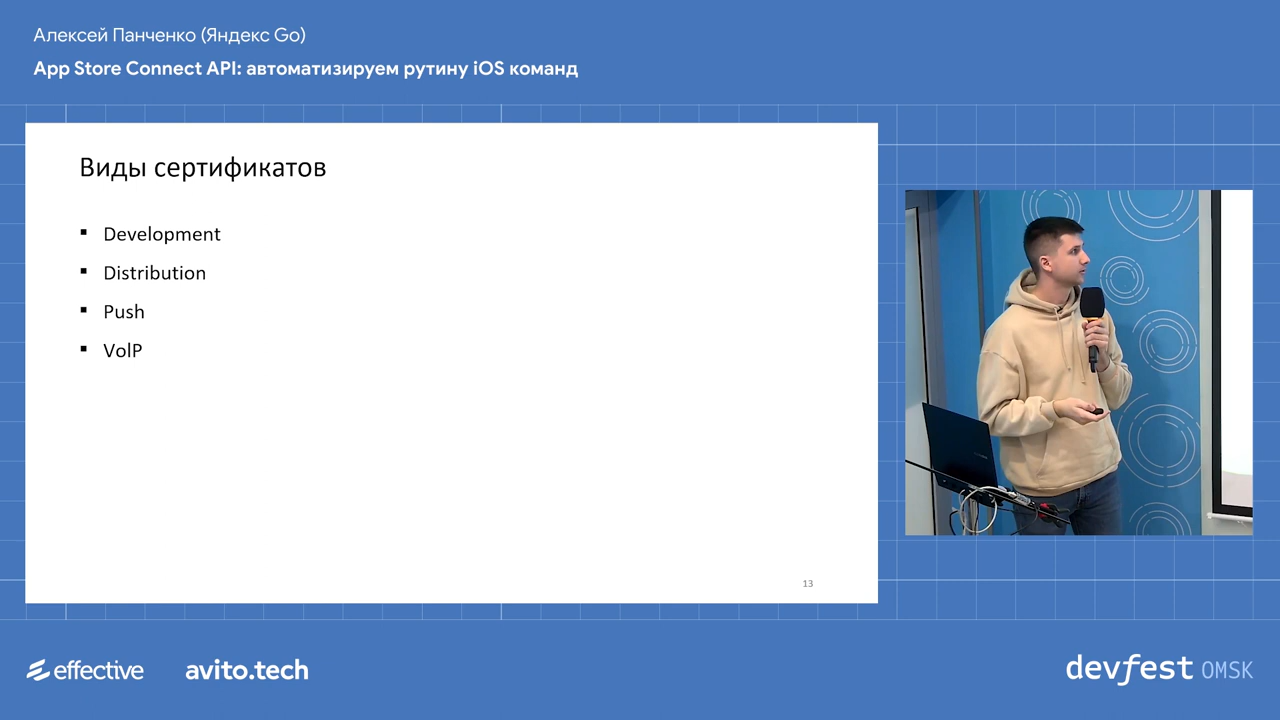 Алексей Панченко (Яндекс Go)
App Store Connect API: автоматизируем рутину iOS команд
Виды сертификатов
▪ Development
▪ Distribution
▪ Push
▪ VoIP
13
effective
avito.tech
devfest OMSK